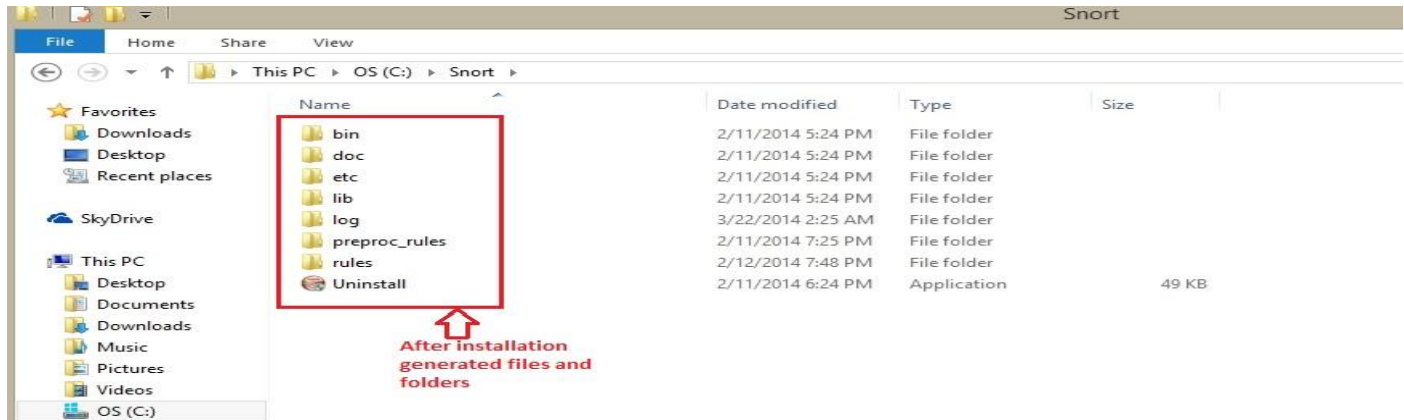 Snort
File Home Share View
This PC OS (C:) Snort
Name Date modified Type Size
Favorites
Downloads
Desktop
Recent places
SkyDrive
This PC
Desktop
Documents
Downloads
Music
Pictures
Videos
OS (C:)
bin 2/11/2014 5:24 PM File folder
doc 2/11/2014 5:24 PM File folder
etc 2/11/2014 5:24 PM File folder
lib 2/11/2014 5:24 PM File folder
log 3/22/2014 2:25 AM File folder
preproc_rules 2/11/2014 7:25 PM File folder
rules 2/12/2014 7:48 PM File folder
Uninstall 2/11/2014 6:24 PM Application 49 KB
After installation
generated files and
folders